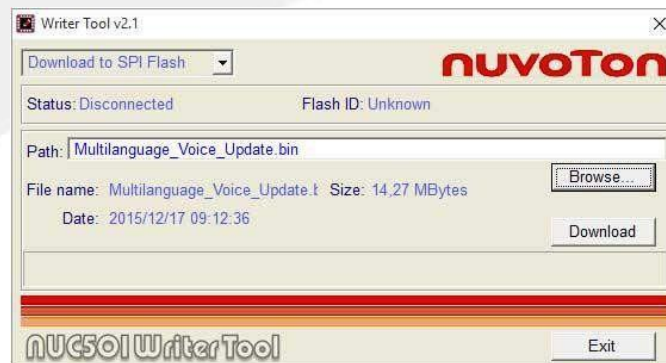 Writer Tool v2.1
Download to SPI Flash
nuvoTon
Status: Disconnected Flash ID: Unknown
Path: Multilanguage_Voice_Update.bin
Browse...
File name: Multilanguage_Voice_Update.t Size: 14,27 MBytes
Date: 2015/12/17 09:12:36
Download
NUC501 Writer Tool
Exit